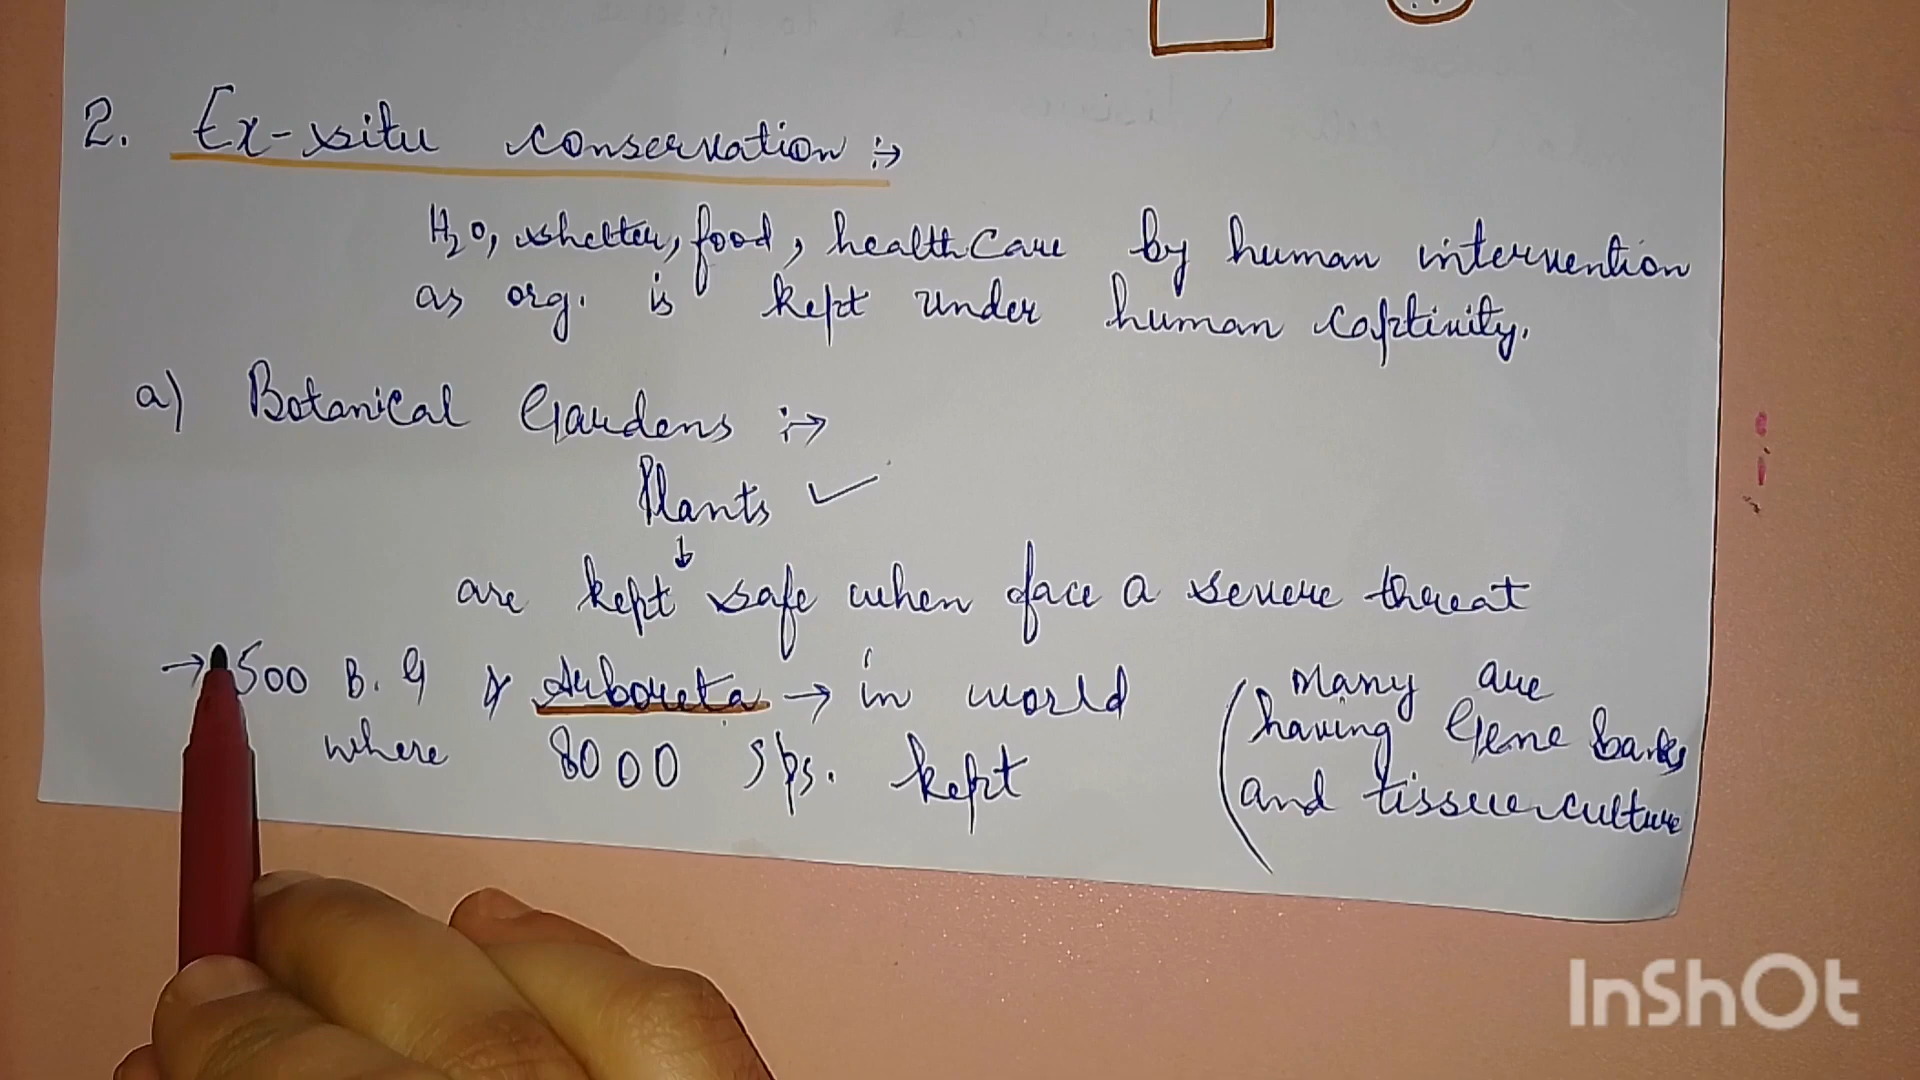 2. Ex-situ conservation :→
H₂O, shelter, food, healthcare by human intervention
as org. is kept under human captivity.
a) Botanical Gardens :→
Plants ✓
↓
are kept safe when face a severe threat
→ 500 B. G & Arboreta → in world
where 8000 sps. kept
(Many are
having Gene banks
and tissue culture
InShOt